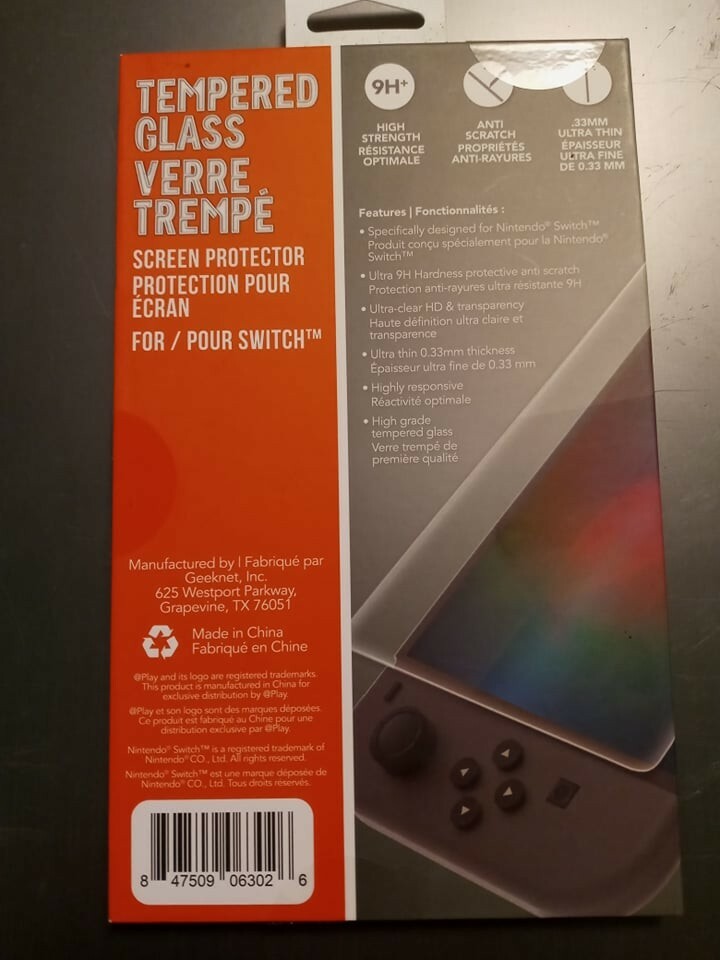 TEMPERED
GLASS
VERRE
TREMPÉ
SCREEN PROTECTOR
PROTECTION POUR
ÉCRAN
FOR / POUR SWITCH™
9H+
HIGH
STRENGTH
RÉSISTANCE
OPTIMALE
ANTI
SCRATCH
PROPRIÉTÉS
ANTI-RAYURES
.33MM
ULTRA THIN
ÉPAISSEUR
ULTRA FINE
DE 0.33 MM
Features | Fonctionnalités :
• Specifically designed for Nintendo® Switch™
Produit conçu spécialement pour la Nintendo®
Switch™
• Ultra 9H Hardness protective anti scratch
Protection anti-rayures ultra résistante 9H
• Ultra-clear HD & transparency
Haute définition ultra claire et
transparence
• Ultra thin 0.33mm thickness
Épaisseur ultra fine de 0.33 mm
• Highly responsive
Réactivité optimale
• High grade
tempered glass
Verre trempé de
première qualité
Manufactured by | Fabriqué par
Geeknet, Inc.
625 Westport Parkway,
Grapevine, TX 76051
Made in China
Fabriqué en Chine
@Play and its logo are registered trademarks.
This product is manufactured in China for
exclusive distribution by @Play.
@Play et son logo sont des marques déposées.
Ce produit est fabriqué au Chine pour une
distribution exclusive par @Play.
Nintendo® Switch™ is a registered trademark of
Nintendo® CO., Ltd. All rights reserved.
Nintendo® Switch™ est une marque déposée de
Nintendo® CO., Ltd. Tous droits réservés.
8 47509 06302 6